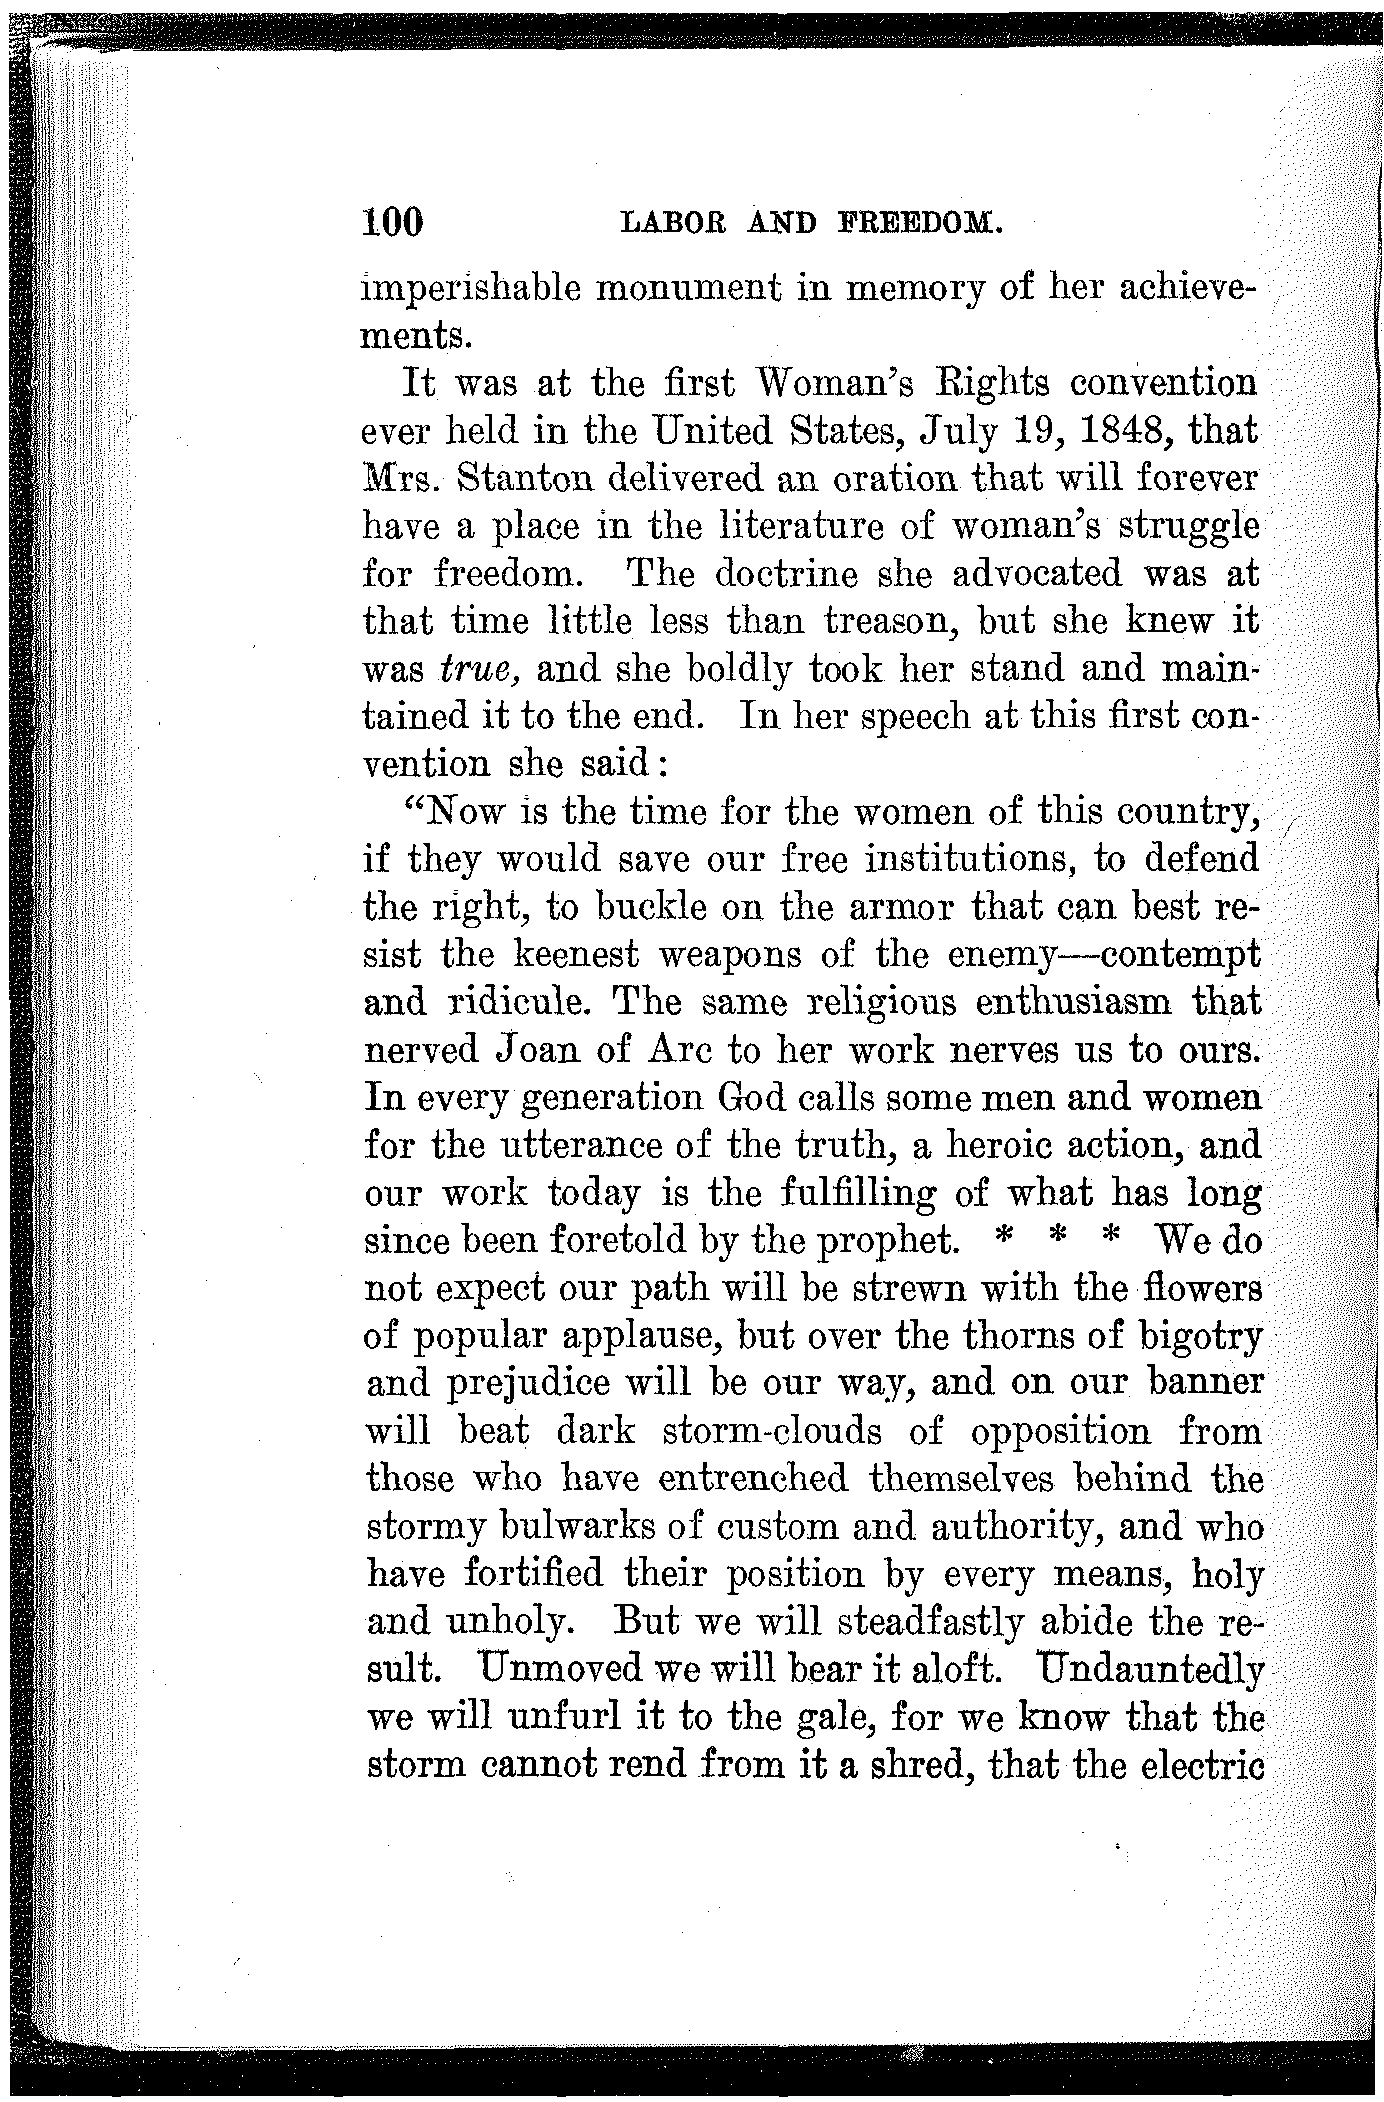 100 LABOR AND FREEDOM.
imperishable monument in memory of her achieve-
ments.
It was at the first Woman's Rights convention
ever held in the United States, July 19, 1848, that
Mrs. Stanton delivered an oration that will forever
have a place in the literature of woman's struggle
for freedom. The doctrine she advocated was at
that time little less than treason, but she knew it
was true, and she boldly took her stand and main-
tained it to the end. In her speech at this first con-
vention she said:
"Now is the time for the women of this country,
if they would save our free institutions, to defend
the right, to buckle on the armor that can best re-
sist the keenest weapons of the enemy—contempt
and ridicule. The same religious enthusiasm that
nerved Joan of Arc to her work nerves us to ours.
In every generation God calls some men and women
for the utterance of the truth, a heroic action, and
our work today is the fulfilling of what has long
since been foretold by the prophet. * * * We do
not expect our path will be strewn with the flowers
of popular applause, but over the thorns of bigotry
and prejudice will be our way, and on our banner
will beat dark storm-clouds of opposition from
those who have entrenched themselves behind the
stormy bulwarks of custom and authority, and who
have fortified their position by every means, holy
and unholy. But we will steadfastly abide the re-
sult. Unmoved we will bear it aloft. Undauntedly
we will unfurl it to the gale, for we know that the
storm cannot rend from it a shred, that the electric